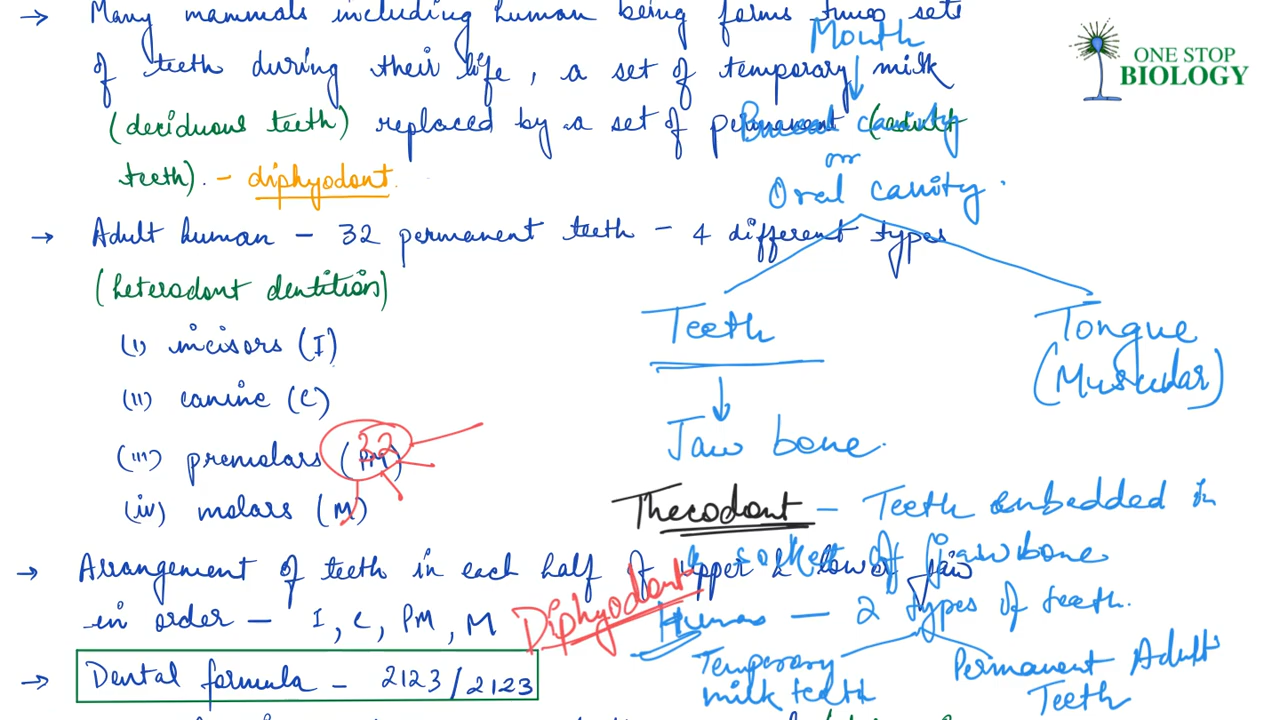 → Many mammals including human being forms two sets
of teeth during their life, a set of temporary milk
(deciduous teeth) replaced by a set of permanent (adult
teeth). - diphyodont.
→ Adult human - 32 permanent teeth - 4 different types
(heterodont dentition)
(i) incisors (I)
(ii) canine (C)
(iii) premolars (PM)
32
(iv) molars (M)
→ Arrangement of teeth in each half of upper & lower jaw
in order - I, C, PM, M
→ Dental formula - 2123/2123
Mouth
Buccal cavity
or
Oral cavity.
Teeth
Tongue
(Muscular)
Jaw bone.
Thecodont - Teeth embedded in
a socket of jaw bone
Diphyodont
Human - 2 types of teeth.
Temporary
milk teeth
Permanent Adult
Teeth
ONE STOP
BIOLOGY